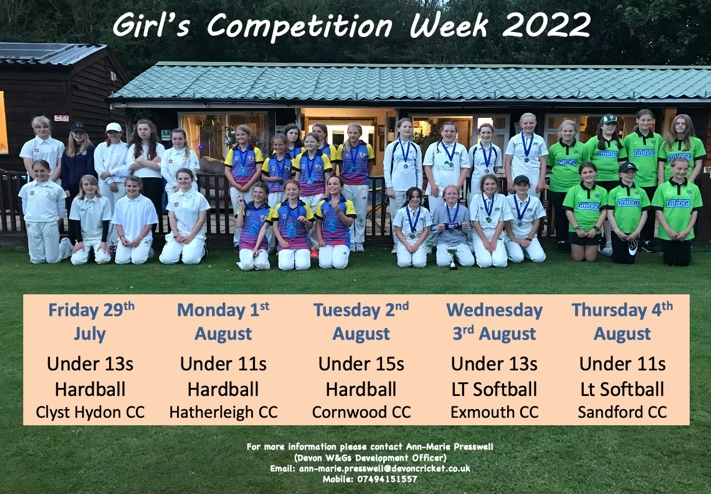 Girl's Competition Week 2022
Friday 29th
July
Under 13s
Hardball
Clyst Hydon CC
Monday 1st
August
Under 11s
Hardball
Hatherleigh CC
Tuesday 2nd
August
Under 15s
Hardball
Cornwood CC
Wednesday
3rd August
Under 13s
LT Softball
Exmouth CC
Thursday 4th
August
Under 11s
Lt Softball
Sandford CC
For more information please contact Ann-Marie Presswell
(Devon W&Gs Development Officer)
Email: ann-marie.presswell@devoncricket.co.uk
Mobile: 07494151557